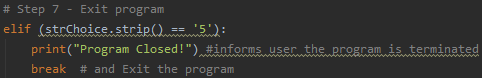 # Step 7 - Exit program
elif (strChoice.strip() == '5'):
print("Program Closed!") #informs user the program is terminated
break # and Exit the program